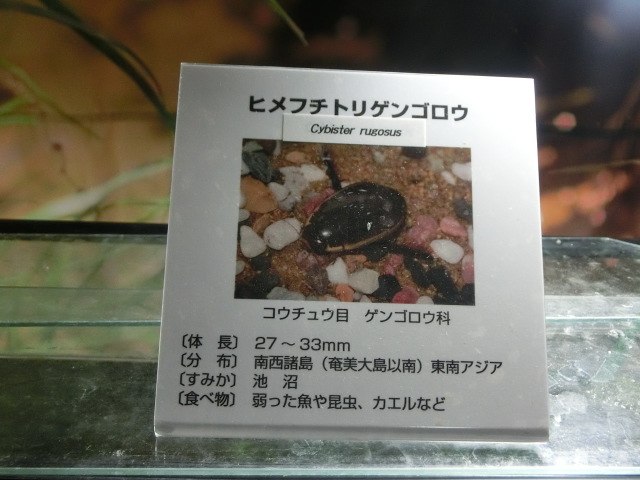 ヒメフチトリゲンゴロウ
Cybister rugosus
コウチュウ目　ゲンゴロウ科
〔体　長〕　27～33mm
〔分　布〕　南西諸島（奄美大島以南）東南アジア
〔すみか〕　池　沼
〔食べ物〕　弱った魚や昆虫、カエルなど